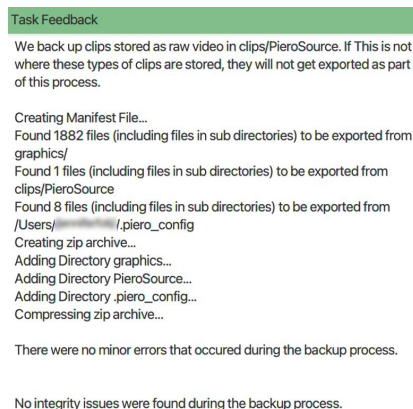 Task Feedback
We back up clips stored as raw video in clips/PieroSource. If This is not
where these types of clips are stored, they will not get exported as part
of this process.
Creating Manifest File...
Found 1882 files (including files in sub directories) to be exported from
graphics/
Found 1 files (including files in sub directories) to be exported from
clips/PieroSource
Found 8 files (including files in sub directories) to be exported from
/Users/ /.piero_config
Creating zip archive...
Adding Directory graphics...
Adding Directory PieroSource...
Adding Directory .piero_config...
Compressing zip archive...
There were no minor errors that occured during the backup process.
No integrity issues were found during the backup process.